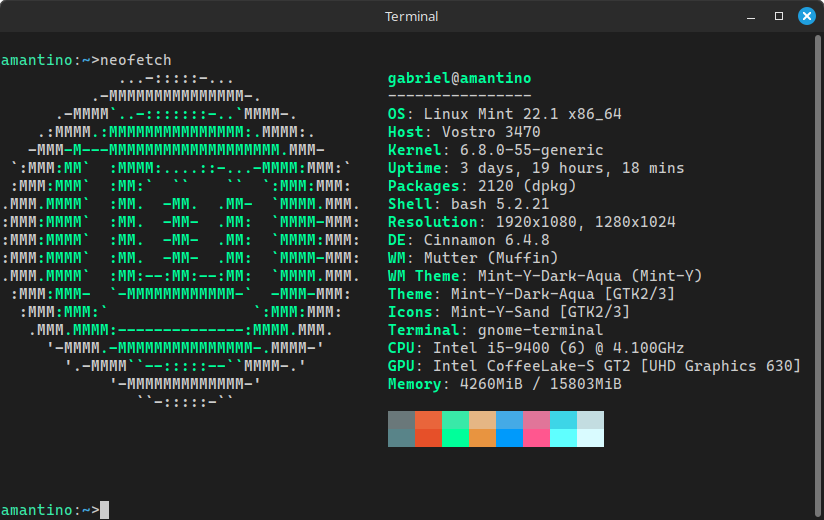 Terminal
amantino:~>neofetch
             ...-:::::-...
          .-MMMMMMMMMMMMMMM-.
      .-MMMM`..-:::::::-..`MMMM-.
    .:MMMM.:MMMMMMMMMMMMMMM:.MMMM:.
   -MMM-M---MMMMMMMMMMMMMMMMMMM.MMM-
 `:MMM:MM`  :MMMM:....::-...-MMMM:MMM:`
 :MMM:MMM`  :MM:`  ``    ``  `:MMM:MMM:
.MMM.MMMM`  :MM.  -MM.  .MM-  `MMMM.MMM.
:MMM:MMMM`  :MM.  -MM-  .MM:  `MMMM-MMM:
:MMM:MMMM`  :MM.  -MM-  .MM:  `MMMM:MMM:
:MMM:MMMM`  :MM.  -MM-  .MM:  `MMMM-MMM:
.MMM.MMMM`  :MM:--:MM:--:MM:  `MMMM.MMM.
 :MMM:MMM-  `-MMMMMMMMMMMM-`  -MMM-MMM:
  :MMM:MMM:`                `:MMM:MMM:
   .MMM.MMMM:--------------:MMMM.MMM.
     '-MMMM.-MMMMMMMMMMMMMMM-.MMMM-'
       '.-MMMM``--:::::--``MMMM-.'
            '-MMMMMMMMMMMMM-'
               ``-:::::-``
gabriel@amantino
----------------
OS: Linux Mint 22.1 x86_64
Host: Vostro 3470
Kernel: 6.8.0-55-generic
Uptime: 3 days, 19 hours, 18 mins
Packages: 2120 (dpkg)
Shell: bash 5.2.21
Resolution: 1920x1080, 1280x1024
DE: Cinnamon 6.4.8
WM: Mutter (Muffin)
WM Theme: Mint-Y-Dark-Aqua (Mint-Y)
Theme: Mint-Y-Dark-Aqua [GTK2/3]
Icons: Mint-Y-Sand [GTK2/3]
Terminal: gnome-terminal
CPU: Intel i5-9400 (6) @ 4.100GHz
GPU: Intel CoffeeLake-S GT2 [UHD Graphics 630]
Memory: 4260MiB / 15803MiB
amantino:~>